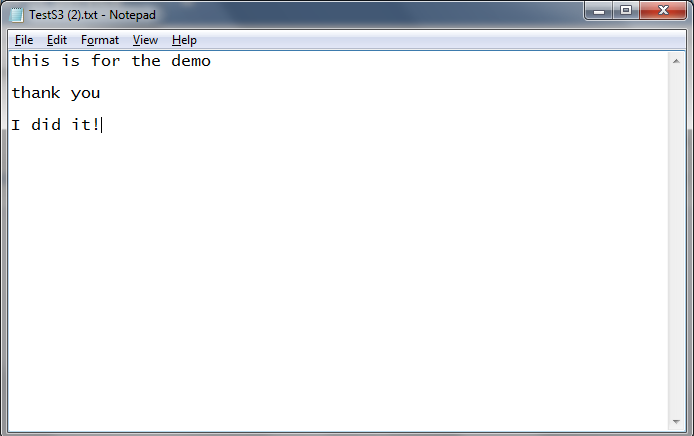 TestS3 (2).txt - Notepad
File Edit Format View Help
this is for the demo
thank you
I did it!